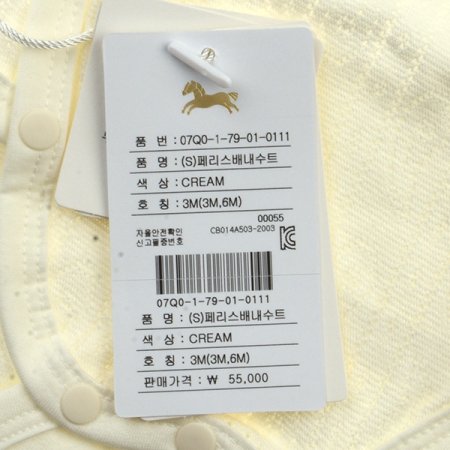 품 번 : 07Q0-1-79-01-0111
품 명 : (S)페리스배내수트
색 상 : CREAM
호 칭 : 3M(3M,6M)
00055
자율안전확인 CB014A503-2003
신고필증번호
07Q0-1-79-01-0111
품 명 : (S)페리스배내수트
색 상 : CREAM
호 칭 : 3M(3M,6M)
판매가격 : ₩ 55,000